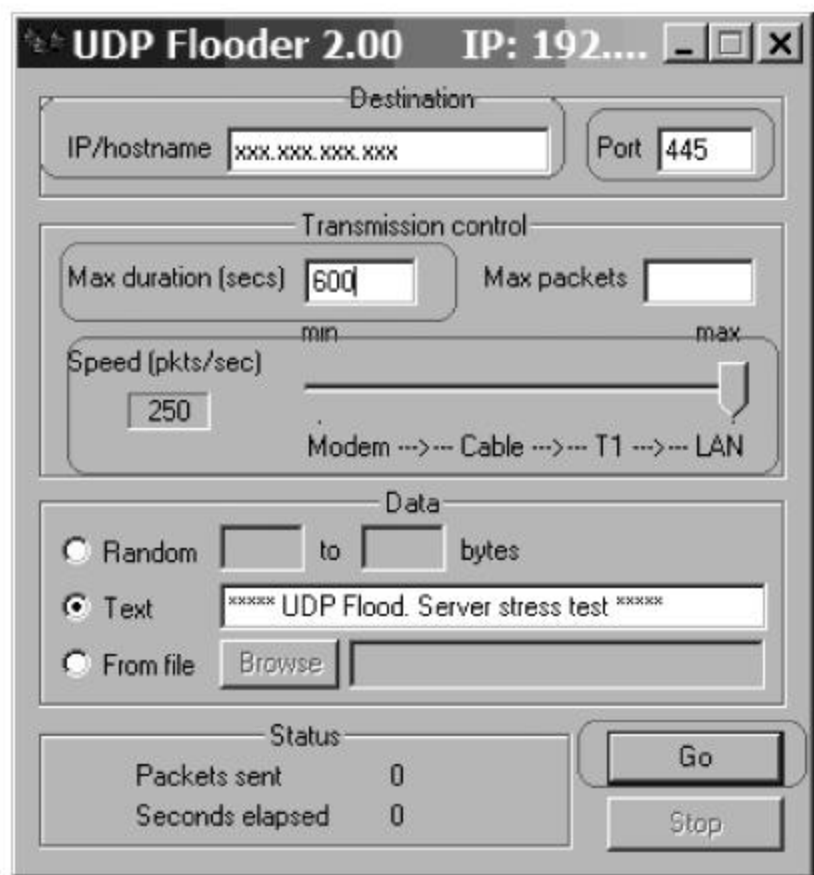 UDP Flooder 2.00 IP: 192....
Destination
IP/hostname xxx.xxx.xxx.xxx Port 445
Transmission control
Max duration (secs) 600 Max packets
min max
Speed (pkts/sec)
250
Modem --->--- Cable --->--- T1 --->--- LAN
Data
Random to bytes
Text ***** UDP Flood. Server stress test *****
From file Browse
Status
Packets sent 0
Seconds elapsed 0
Go
Stop